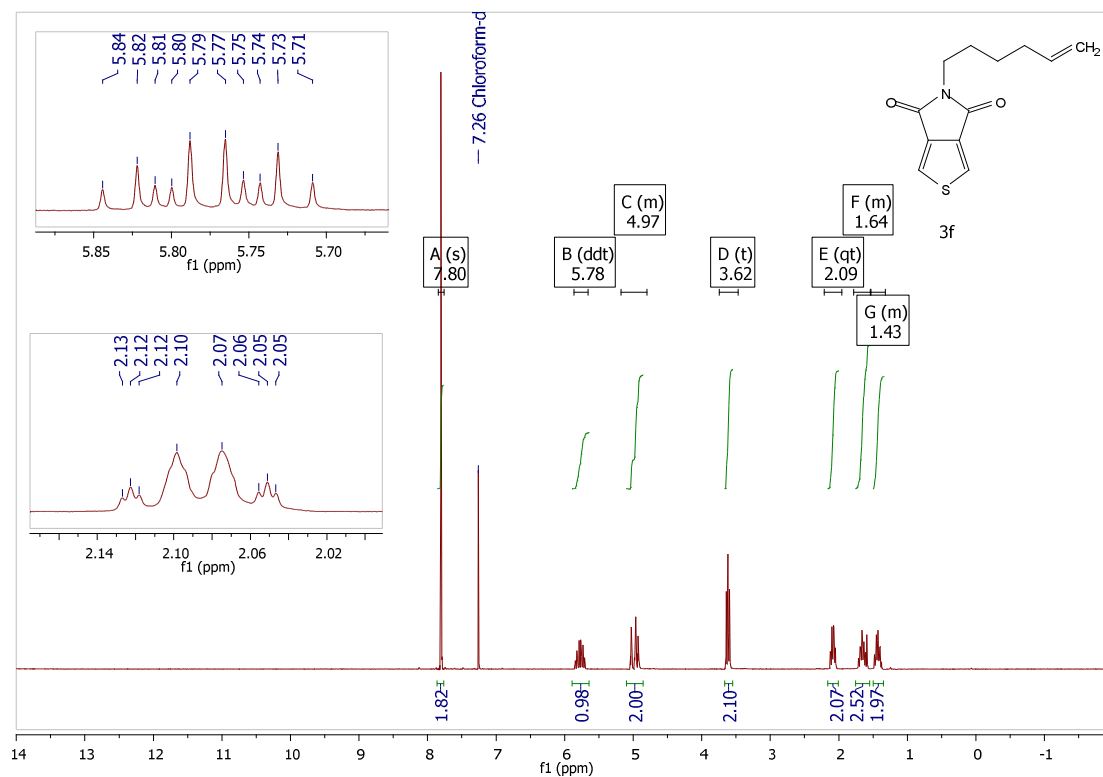 5.84
5.82
5.81
5.80
5.79
5.77
5.75
5.74
5.73
5.71
5.85 5.80 5.75 5.70
f1 (ppm)
2.13
2.12
2.12
2.10
2.07
2.06
2.05
2.05
2.14 2.10 2.06 2.02
f1 (ppm)
7.26 Chloroform-d
CH2
N
O O
S
3f
A (s)
7.80
B (ddt)
5.78
C (m)
4.97
D (t)
3.62
E (qt)
2.09
F (m)
1.64
G (m)
1.43
1.82
0.98
2.00
2.10
2.07
2.52
1.97
14 13 12 11 10 9 8 7 6 5 4 3 2 1 0 -1
f1 (ppm)